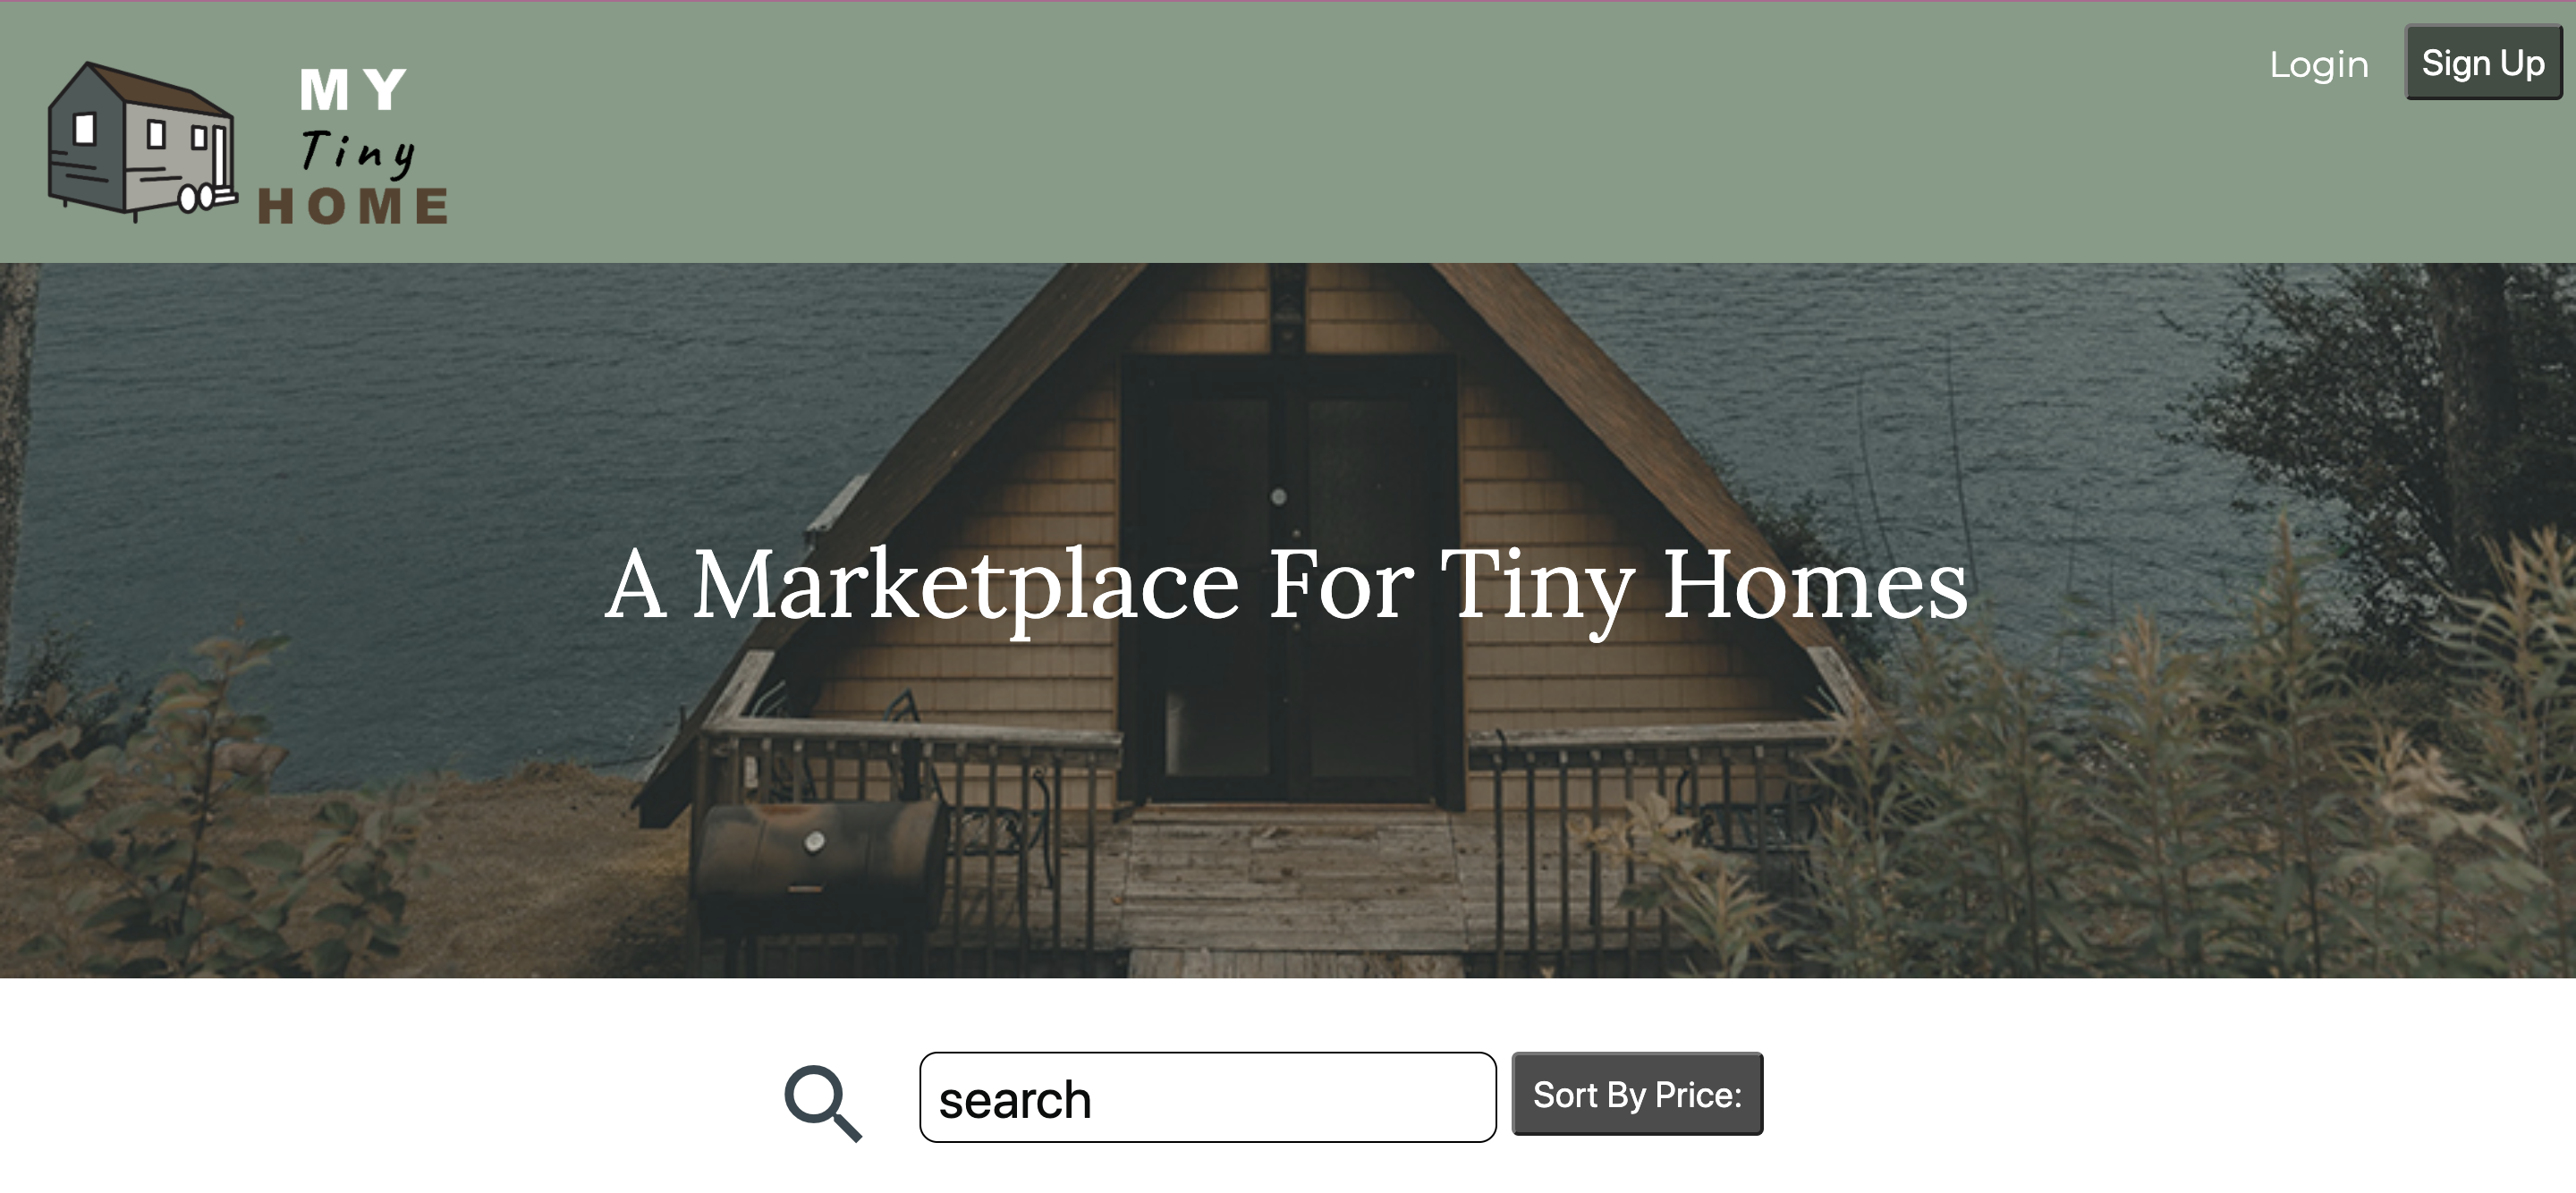 MY
Tiny
HOME
Login
Sign Up
A Marketplace For Tiny Homes
search
Sort By Price: